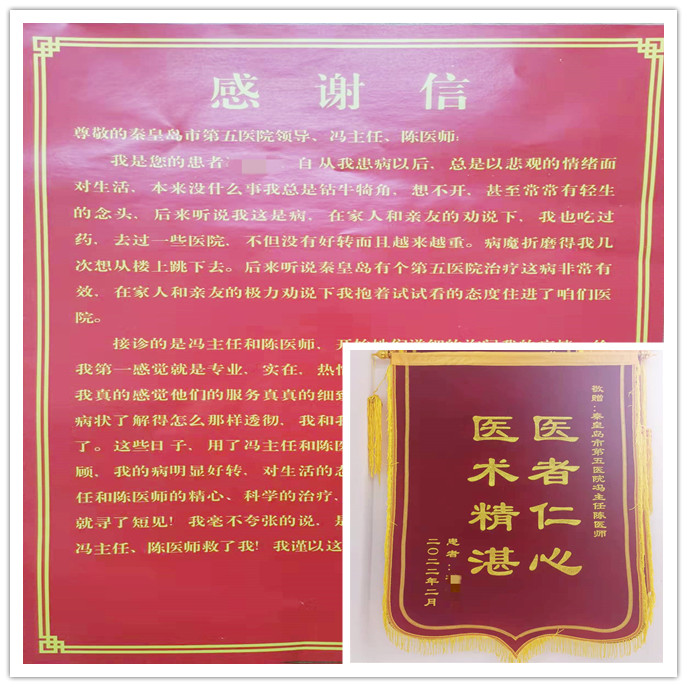 感谢信
尊敬的秦皇岛市第五医院领导、冯主任、陈医师:
我是您的患者 自从我患病以后，总是以悲观的情绪面
对生活，本来没什么事我总是钻牛犄角，想不开，甚至常常有轻生
的念头，后来听说我这是病，在家人和亲友的劝说下，我也吃过
药，去过一些医院，不但没有好转而且越来越重。病魔折磨得我几
次想从楼上跳下去。后来听说秦皇岛有个第五医院治疗这病非常有
效，在家人和亲友的极力劝说下我抱着试试看的态度住进了咱们医
院。
接诊的是冯主任和陈医师，开始她们详细的询问我的病情，给
我第一感觉就是专业，实在，热
我真的感觉他们的服务真真的细
病状了解得怎么那样透彻，我和
了。这些日子，用了冯主任和陈医
顾，我的病明显好转，对生活的态
任和陈医师的精心、科学的治疗，
就寻了短见！我毫不夸张的说，是
冯主任、陈医师救了我！我谨以这
敬赠：秦皇岛市第五医院冯主任陈医师
医者仁心
医术精湛
患者：
二〇二二年二月